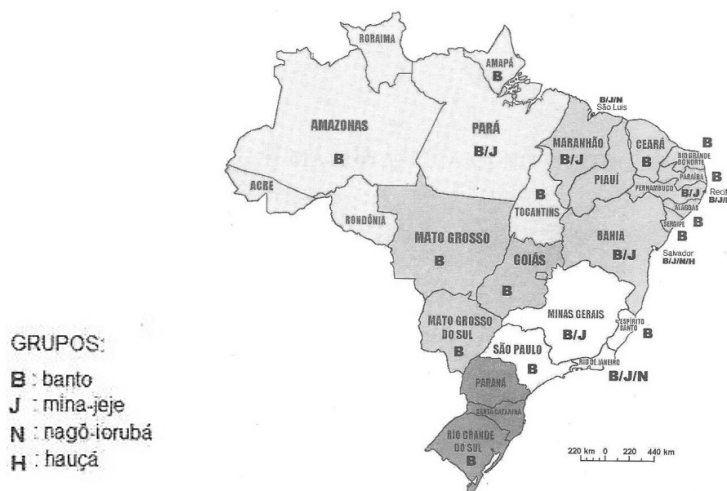 RORAIMA
AMAPÁ
B
AMAZONAS
B
PARÁ
B/J
B/J/N
São Luis
MARANHÃO
B/J
CEARÁ
B
B
RIO GRANDE
DO NORTE
PARAÍBA
B
PIAUÍ
PERNAMBUCO
B/J
Recife
ALAGOAS
B
SERGIPE
B
ACRE
RONDÔNIA
B
TOCANTINS
MATO GROSSO
B
BAHIA
B/J
Salvador
B/J/N/H
GOIÁS
B
MINAS GERAIS
B/J
ESPÍRITO
SANTO
B
MATO GROSSO
DO SUL
B
SÃO PAULO
B
RIO DE JANEIRO
B/J/N
PARANÁ
SANTA CATARINA
RIO GRANDE
DO SUL
B
220 km 0 220 440 km
GRUPOS:
B : banto
J : mina-jeje
N : nagô-iorubá
H : hauçá